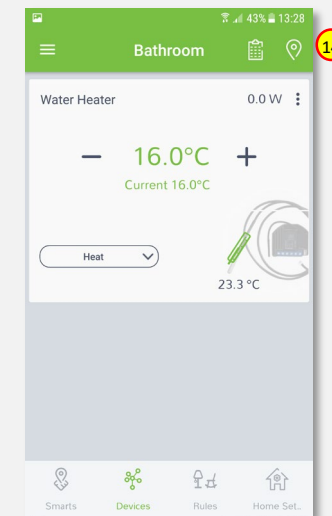 43% 13:28
Bathroom
14
Water Heater 0.0 W
− 16.0°C +
Current 16.0°C
Heat
23.3 °C
Smarts Devices Rules Home Set..